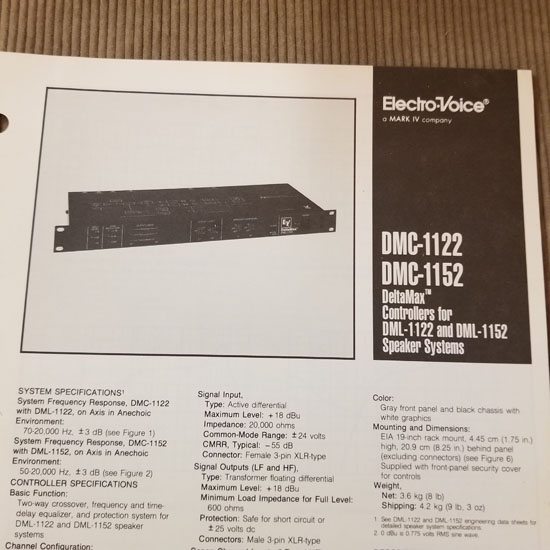 Electro-Voice®
a MARK IV company
EV
DMC-1122
DMC-1152
DeltaMax™
Controllers for
DML-1122 and DML-1152
Speaker Systems
SYSTEM SPECIFICATIONS¹
System Frequency Response, DMC-1122
with DML-1122, on Axis in Anechoic
Environment:
70-20,000 Hz, ±3 dB (see Figure 1)
System Frequency Response, DMC-1152
with DML-1152, on Axis in Anechoic
Environment:
50-20,000 Hz, ±3 dB (see Figure 2)
CONTROLLER SPECIFICATIONS
Basic Function:
Two-way crossover, frequency and time-
delay equalizer, and protection system for
DML-1122 and DML-1152 speaker
systems
Channel Configuration:
Signal Input,
Type: Active differential
Maximum Level: +18 dBu
Impedance: 20,000 ohms
Common-Mode Range: ±24 volts
CMRR, Typical: -55 dB
Connector: Female 3-pin XLR-type
Signal Outputs (LF and HF),
Type: Transformer floating differential
Maximum Level: +18 dBu
Minimum Load Impedance for Full Level:
600 ohms
Protection: Safe for short circuit or
±25 volts dc
Connectors: Male 3-pin XLR-type
Color:
Gray front panel and black chassis with
white graphics
Mounting and Dimensions:
EIA 19-inch rack mount, 4.45 cm (1.75 in.)
high, 20.9 cm (8.25 in.) behind panel
(excluding connectors) (see Figure 6)
Supplied with front-panel security cover
for controls
Weight,
Net: 3.6 kg (8 lb)
Shipping: 4.2 kg (9 lb, 3 oz)
1. See DML-1122 and DML-1152 engineering data sheets for
detailed speaker system specifications.
2. 0 dBu is 0.775 volts RMS sine wave.